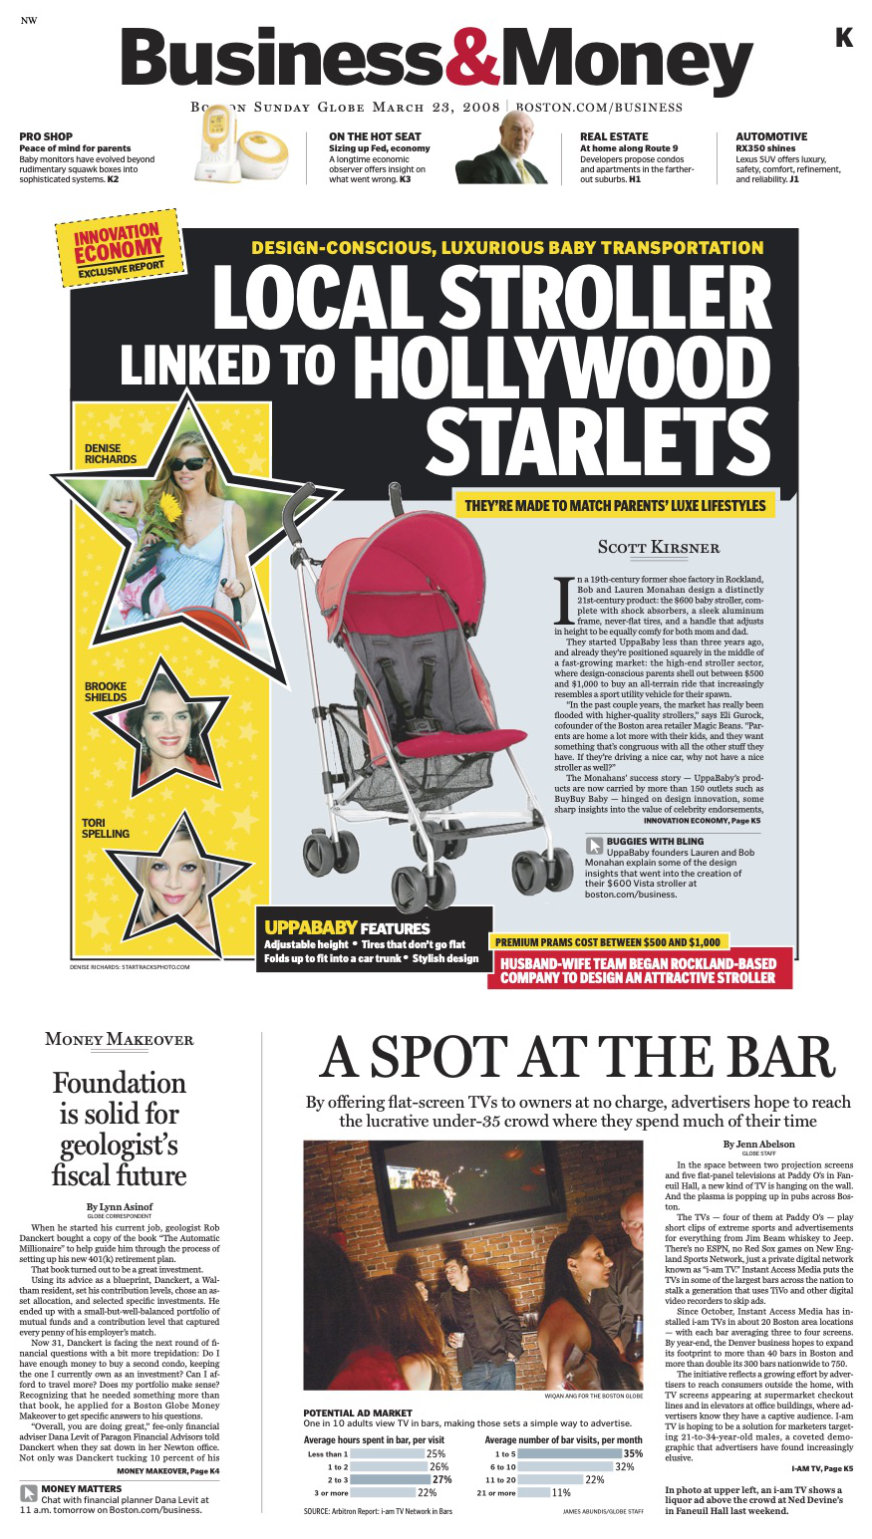 NW
Business&Money
K
BOSTON SUNDAY GLOBE MARCH 23, 2008 | BOSTON.COM/BUSINESS
PRO SHOP
Peace of mind for parents
Baby monitors have evolved beyond
rudimentary squawk boxes into
sophisticated systems. K2
ON THE HOT SEAT
Sizing up Fed, economy
A longtime economic
observer offers insight on
what went wrong. K3
REAL ESTATE
At home along Route 9
Developers propose condos
and apartments in the farther-
out suburbs. H1
AUTOMOTIVE
RX350 shines
Lexus SUV offers luxury,
safety, comfort, refinement,
and reliability. J1
INNOVATION
ECONOMY
EXCLUSIVE REPORT
DESIGN-CONSCIOUS, LUXURIOUS BABY TRANSPORTATION
LOCAL STROLLER
LINKED TO HOLLYWOOD
STARLETS
THEY'RE MADE TO MATCH PARENTS' LUXE LIFESTYLES
DENISE
RICHARDS
BROOKE
SHIELDS
TORI
SPELLING
SCOTT KIRSNER
In a 19th-century former shoe factory in Rockland,
Bob and Lauren Monahan design a distinctly
21st-century product: the $600 baby stroller, com-
plete with shock absorbers, a sleek aluminum
frame, never-flat tires, and a handle that adjusts
in height to be equally comfy for both mom and dad.
They started UppaBaby less than three years ago,
and already they're positioned squarely in the middle of
a fast-growing market: the high-end stroller sector,
where design-conscious parents shell out between $500
and $1,000 to buy an all-terrain ride that increasingly
resembles a sport utility vehicle for their spawn.
"In the past couple years, the market has really been
flooded with higher-quality strollers," says Eli Gurock,
cofounder of the Boston area retailer Magic Beans. "Par-
ents are home a lot more with their kids, and they want
something that's congruous with all the other stuff they
have. If they're driving a nice car, why not have a nice
stroller as well?"
The Monahans' success story — UppaBaby's prod-
ucts are now carried by more than 150 outlets such as
BuyBuy Baby — hinged on design innovation, some
sharp insights into the value of celebrity endorsements,
INNOVATION ECONOMY, Page K5
BUGGIES WITH BLING
UppaBaby founders Lauren and Bob
Monahan explain some of the design
insights that went into the creation of
their $600 Vista stroller at
boston.com/business.
UPPABABY FEATURES
Adjustable height • Tires that don't go flat
Folds up to fit into a car trunk • Stylish design
PREMIUM PRAMS COST BETWEEN $500 AND $1,000
HUSBAND-WIFE TEAM BEGAN ROCKLAND-BASED
COMPANY TO DESIGN AN ATTRACTIVE STROLLER
DENISE RICHARDS: STARTRACKSPHOTO.COM
MONEY MAKEOVER
Foundation
is solid for
geologist's
fiscal future
By Lynn Asinof
GLOBE CORRESPONDENT
When he started his current job, geologist Rob
Danckert bought a copy of the book "The Automatic
Millionaire" to help guide him through the process of
setting up his new 401(k) retirement plan.
That book turned out to be a great investment.
Using its advice as a blueprint, Danckert, a Wal-
tham resident, set his contribution levels, chose an as-
set allocation, and selected specific investments. He
ended up with a small-but-well-balanced portfolio of
mutual funds and a contribution level that captured
every penny of his employer's match.
Now 31, Danckert is facing the next round of fi-
nancial questions with a bit more trepidation: Do I
have enough money to buy a second condo, keeping
the one I currently own as an investment? Can I af-
ford to travel more? Does my portfolio make sense?
Recognizing that he needed something more than
that book, he applied for a Boston Globe Money
Makeover to get specific answers to his questions.
"Overall, you are doing great," fee-only financial
adviser Dana Levit of Paragon Financial Advisors told
Danckert when they sat down in her Newton office.
Not only was Danckert tucking 10 percent of his
MONEY MAKEOVER, Page K4
MONEY MATTERS
Chat with financial planner Dana Levit at
11 a.m. tomorrow on Boston.com/business.
A SPOT AT THE BAR
By offering flat-screen TVs to owners at no charge, advertisers hope to reach
the lucrative under-35 crowd where they spend much of their time
WIQAN ANG FOR THE BOSTON GLOBE
POTENTIAL AD MARKET
One in 10 adults view TV in bars, making those sets a simple way to advertise.
Average hours spent in bar, per visit
Less than 1 25%
1 to 2 26%
2 to 3 27%
3 or more 22%
Average number of bar visits, per month
1 to 5 35%
6 to 10 32%
11 to 20 22%
21 or more 11%
SOURCE: Arbitron Report: i-am TV Network in Bars
JAMES ABUNDIS/GLOBE STAFF
By Jenn Abelson
GLOBE STAFF
In the space between two projection screens
and five flat-panel televisions at Paddy O's in Fan-
euil Hall, a new kind of TV is hanging on the wall.
And the plasma is popping up in pubs across Bos-
ton.
The TVs — four of them at Paddy O's — play
short clips of extreme sports and advertisements
for everything from Jim Beam whiskey to Jeep.
There's no ESPN, no Red Sox games on New Eng-
land Sports Network, just a private digital network
known as "i-am TV." Instant Access Media puts the
TVs in some of the largest bars across the nation to
stalk a generation that uses TiVo and other digital
video recorders to skip ads.
Since October, Instant Access Media has in-
stalled i-am TVs in about 20 Boston area locations
— with each bar averaging three to four screens.
By year-end, the Denver business hopes to expand
its footprint to more than 40 bars in Boston and
more than double its 300 bars nationwide to 750.
The initiative reflects a growing effort by adver-
tisers to reach consumers outside the home, with
TV screens appearing at supermarket checkout
lines and in elevators at office buildings, where ad-
vertisers know they have a captive audience. I-am
TV is hoping to be a solution for marketers target-
ing 21-to-34-year-old males, a coveted demo-
graphic that advertisers have found increasingly
elusive.
I-AM TV, Page K5
In photo at upper left, an i-am TV shows a
liquor ad above the crowd at Ned Devine's
in Faneuil Hall last weekend.